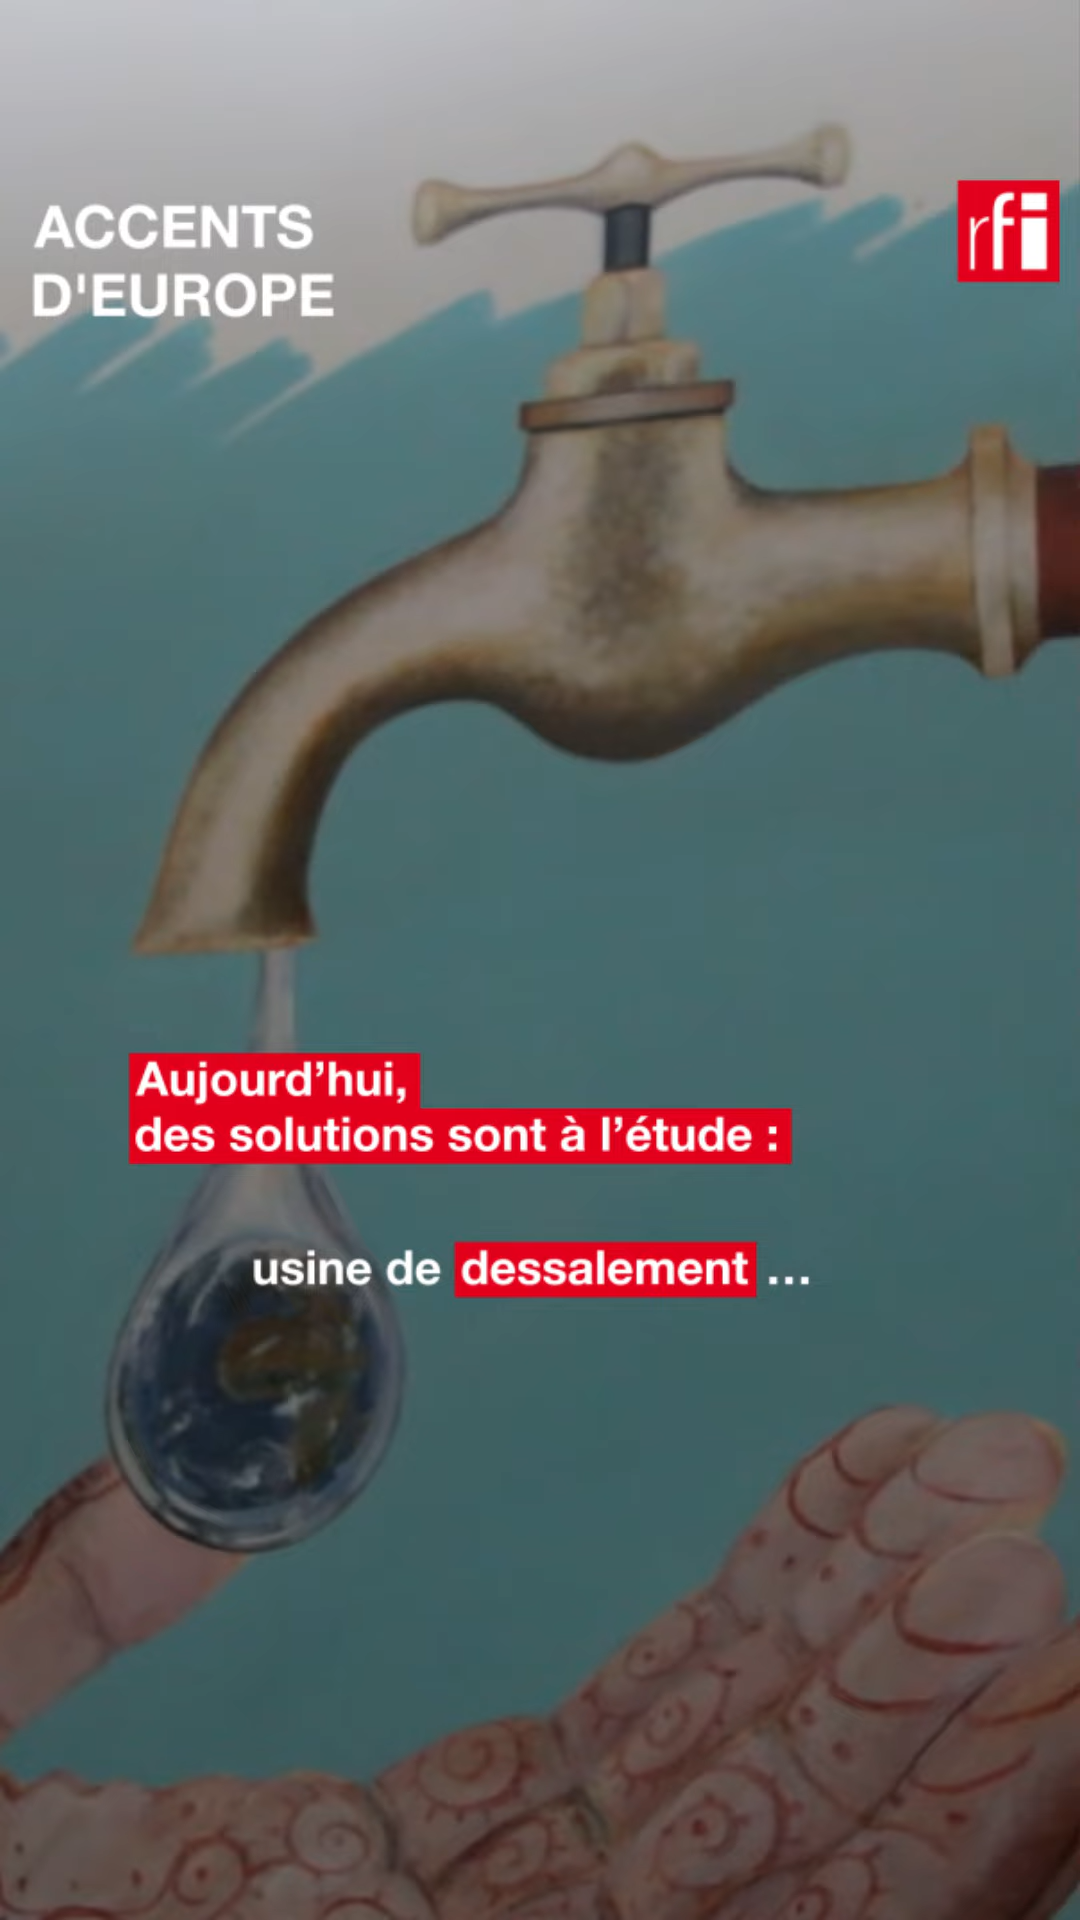 ACCENTS
D'EUROPE
rfi
Aujourd’hui,
des solutions sont à l’étude :
usine de dessalement ...